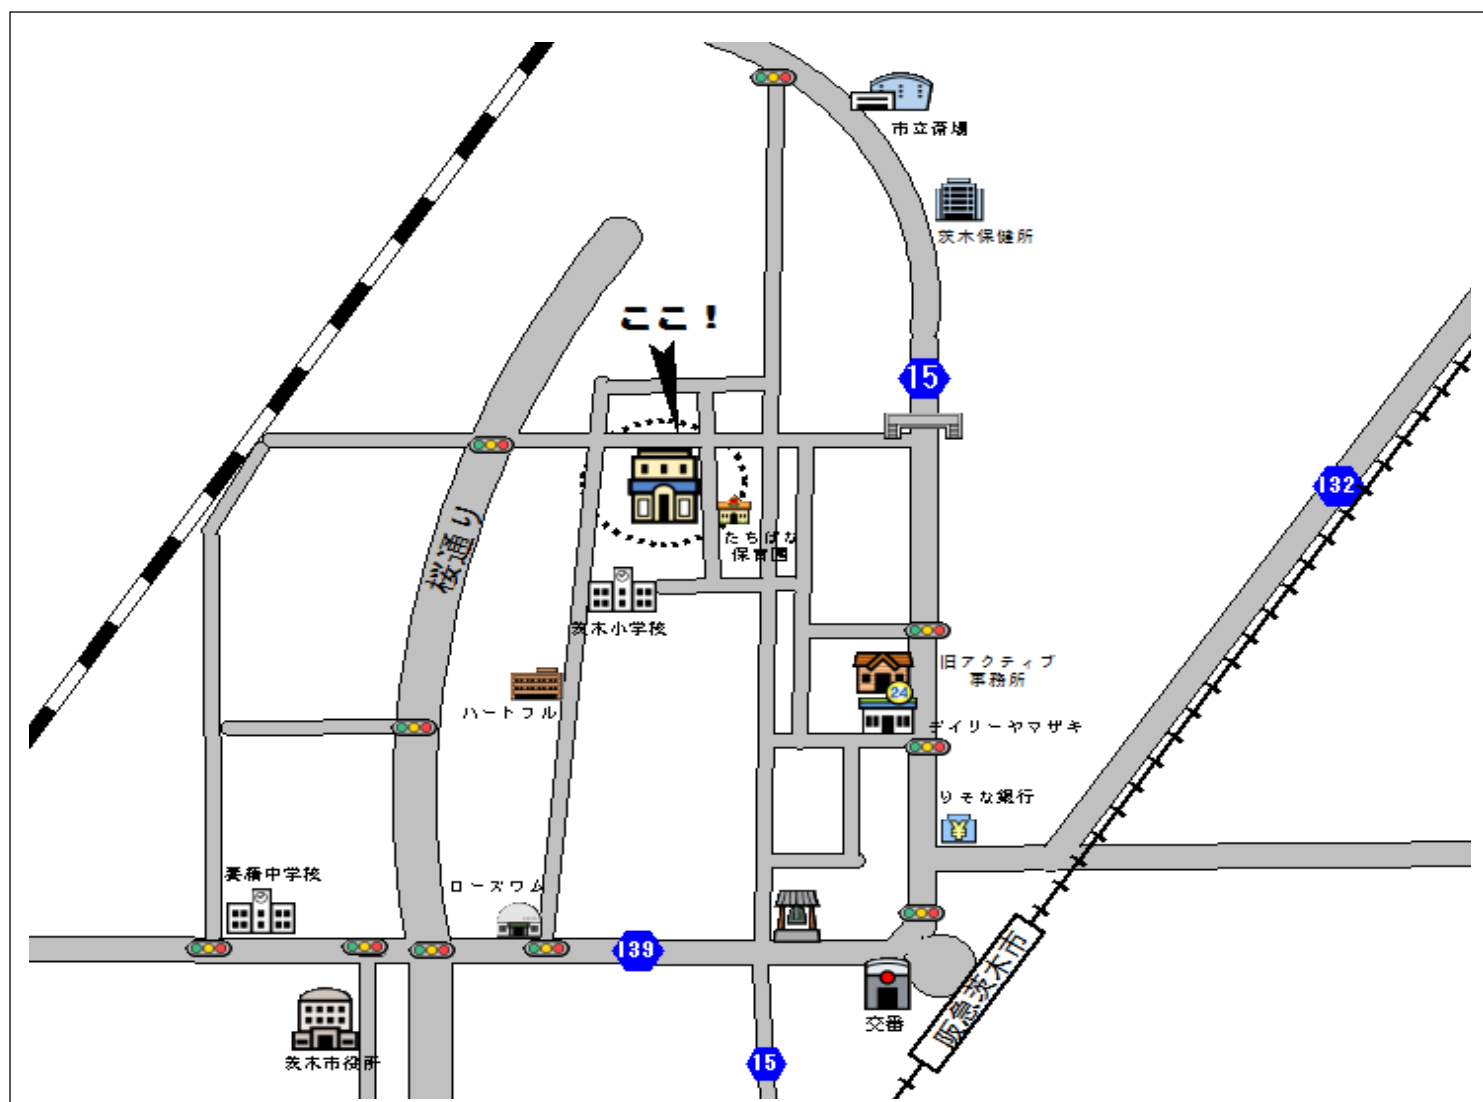 市立斎場
茨木保健所
ここ！
15
132
桜通り
たちばな
保育園
茨木小学校
旧アクティブ
事務所
24
ハートフル
デイリーヤマザキ
りそな銀行
養精中学校
ローズワム
139
阪急茨木市
交番
茨木市役所
15